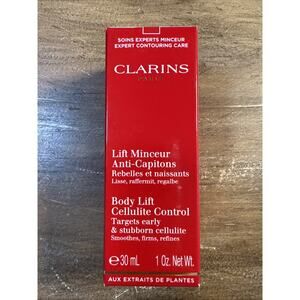 SOINS EXPERTS MINCEUR
EXPERT CONTOURING CARE
CLARINS
PARIS
Lift Minceur
Anti-Capitons
Rebelles et naissants
Lisse, raffermit, regalbe
Body Lift
Cellulite Control
Targets early
& stubborn cellulite
Smoothes, firms, refines
e 30 mL 1 Oz. Net Wt.
AUX EXTRAITS DE PLANTES